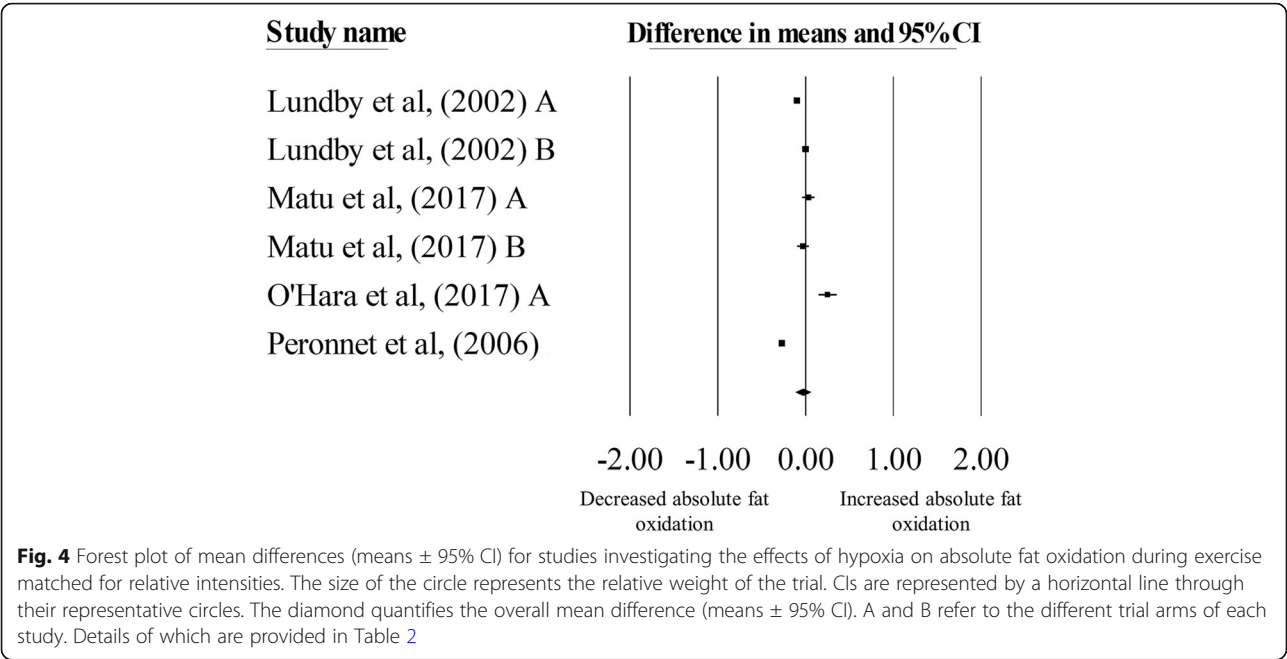 Study name
Difference in means and 95% CI
Lundby et al, (2002) A
Lundby et al, (2002) B
Matu et al, (2017) A
Matu et al, (2017) B
O'Hara et al, (2017) A
Peronnet et al, (2006)
-2.00 -1.00 0.00 1.00 2.00
Decreased absolute fat
oxidation
Increased absolute fat
oxidation
Fig. 4 Forest plot of mean differences (means ± 95% CI) for studies investigating the effects of hypoxia on absolute fat oxidation during exercise
matched for relative intensities. The size of the circle represents the relative weight of the trial. CIs are represented by a horizontal line through
their representative circles. The diamond quantifies the overall mean difference (means ± 95% CI). A and B refer to the different trial arms of each
study. Details of which are provided in Table 2